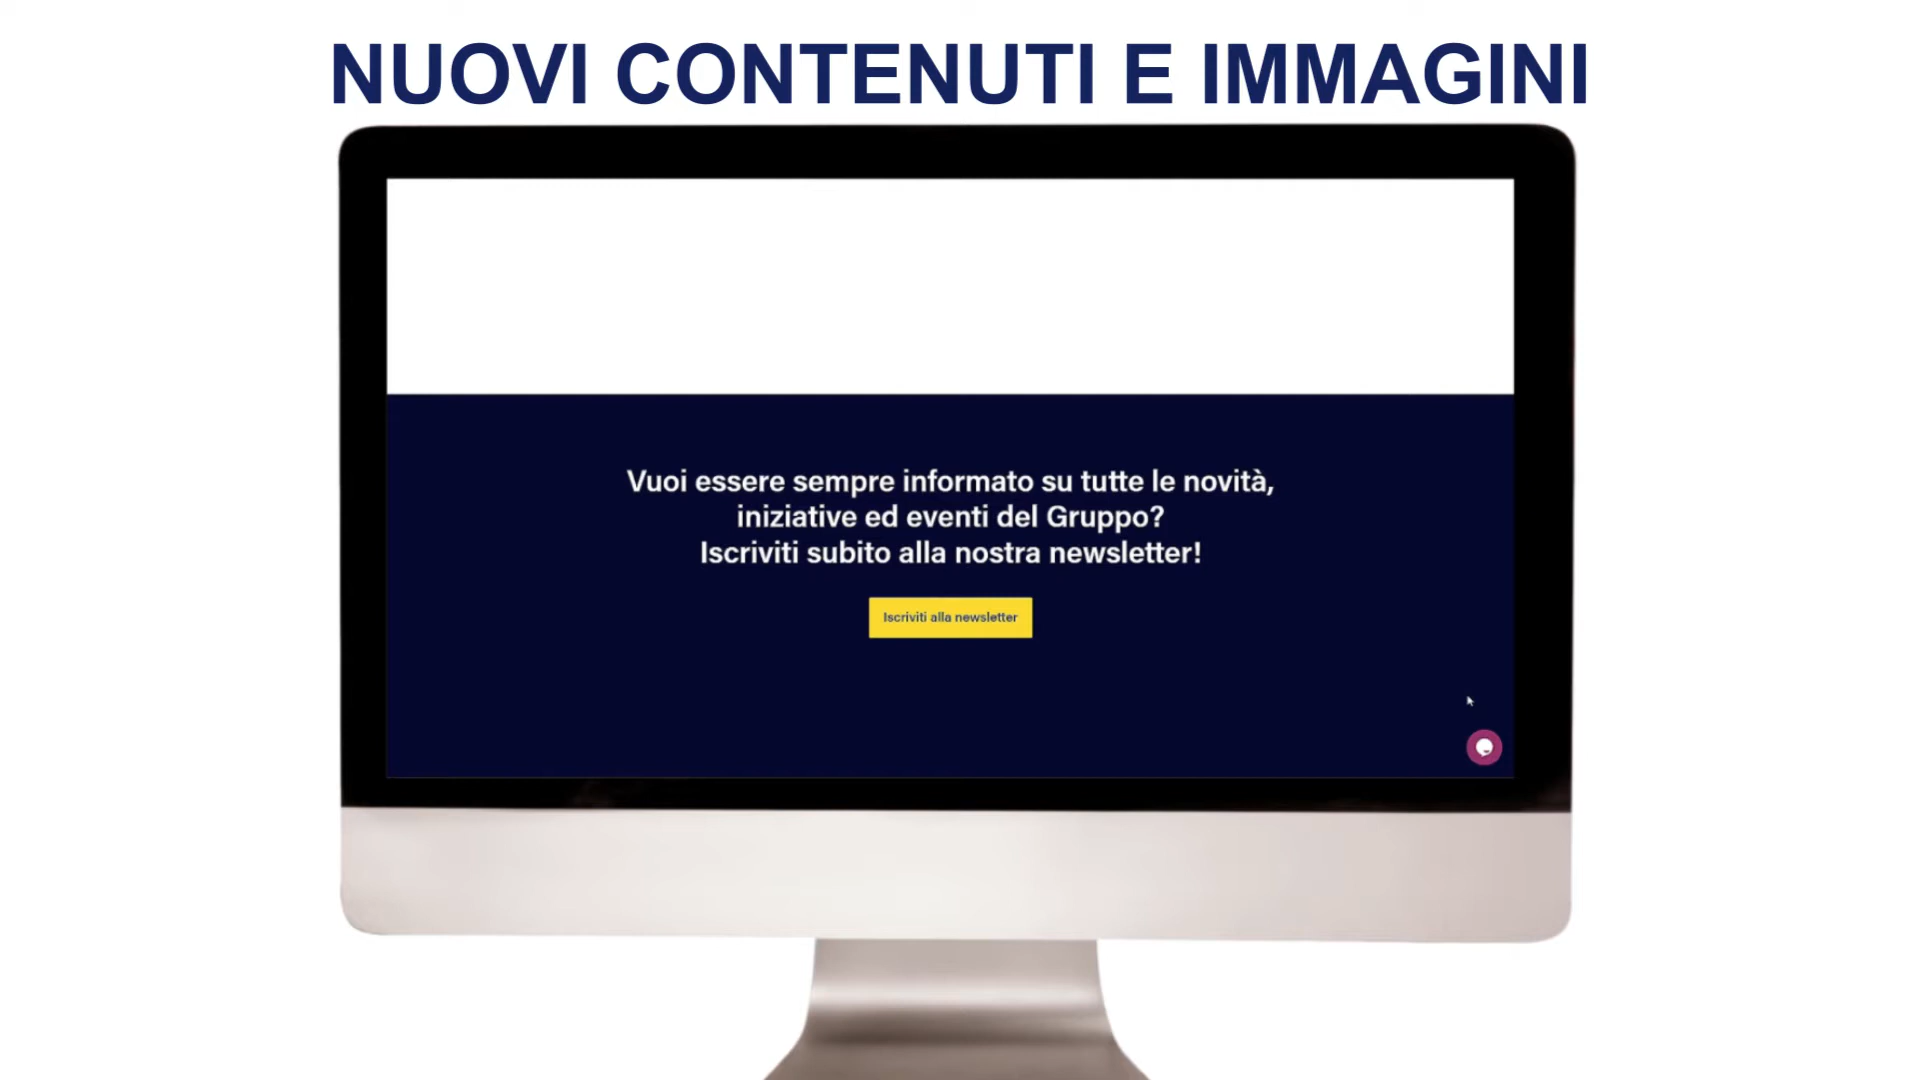 NUOVI CONTENUTI E IMMAGINI
Vuoi essere sempre informato su tutte le novità,
iniziative ed eventi del Gruppo?
Iscriviti subito alla nostra newsletter!
Iscriviti alla newsletter